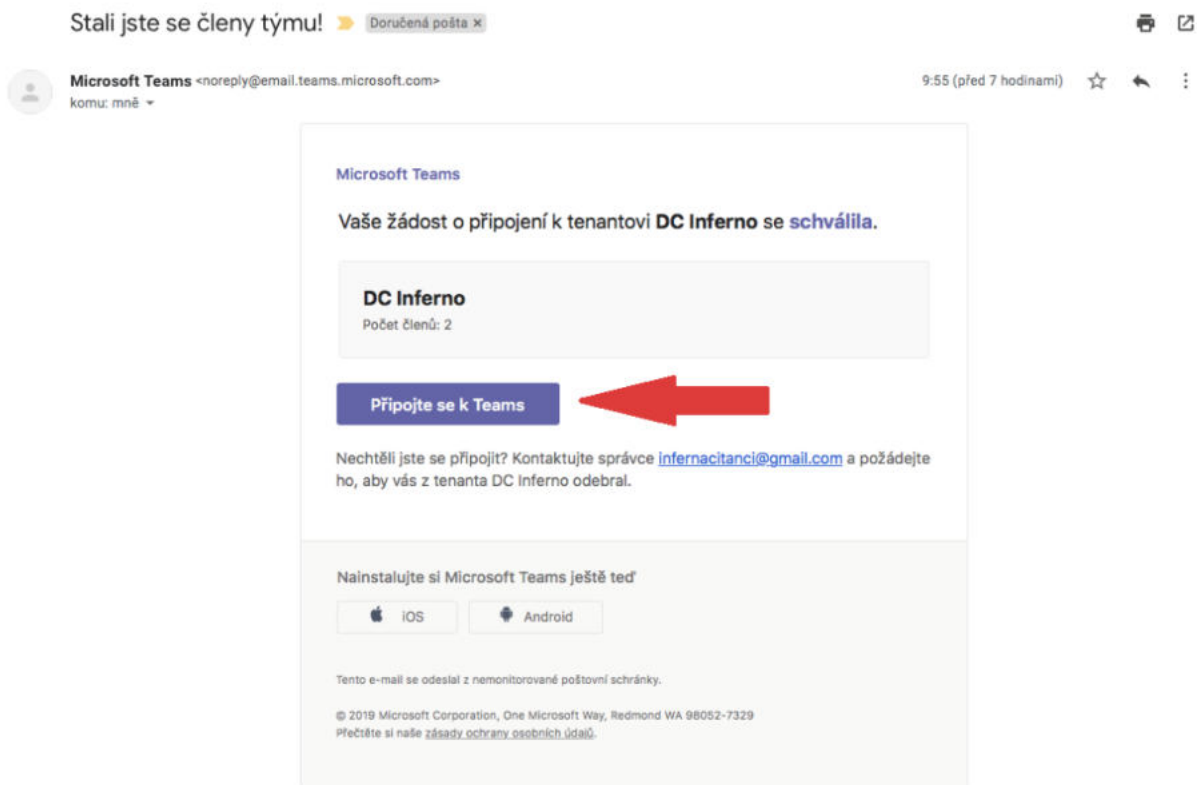 Stali jste se členy týmu! Doručená pošta ×
Microsoft Teams <noreply@email.teams.microsoft.com> 9:55 (před 7 hodinami)
komu: mně
Microsoft Teams
Vaše žádost o připojení k tenantovi DC Inferno se schválila.
DC Inferno
Počet členů: 2
Připojte se k Teams
Nechtěli jste se připojit? Kontaktujte správce infernacitanci@gmail.com a požádejte
ho, aby vás z tenanta DC Inferno odebral.
Nainstalujte si Microsoft Teams ještě teď
iOS Android
Tento e-mail se odeslal z nemonitorované poštovní schránky.
© 2019 Microsoft Corporation, One Microsoft Way, Redmond WA 98052-7329
Přečtěte si naše zásady ochrany osobních údajů.